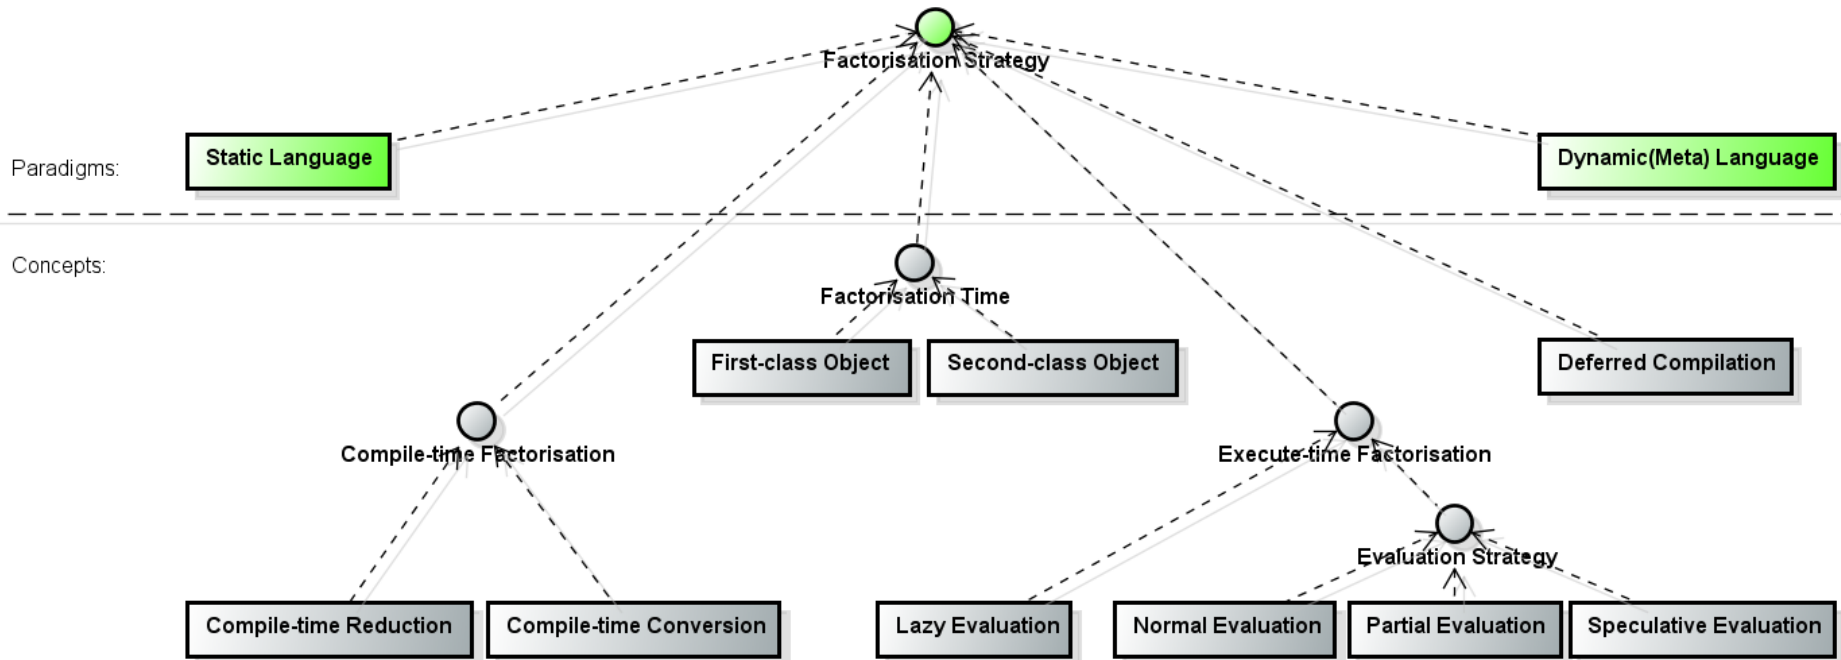 Factorisation Strategy
Static Language
Dynamic(Meta) Language
Paradigms:
Concepts:
Factorisation Time
First-class Object
Second-class Object
Deferred Compilation
Compile-time Factorisation
Execute-time Factorisation
Evaluation Strategy
Compile-time Reduction
Compile-time Conversion
Lazy Evaluation
Normal Evaluation
Partial Evaluation
Speculative Evaluation